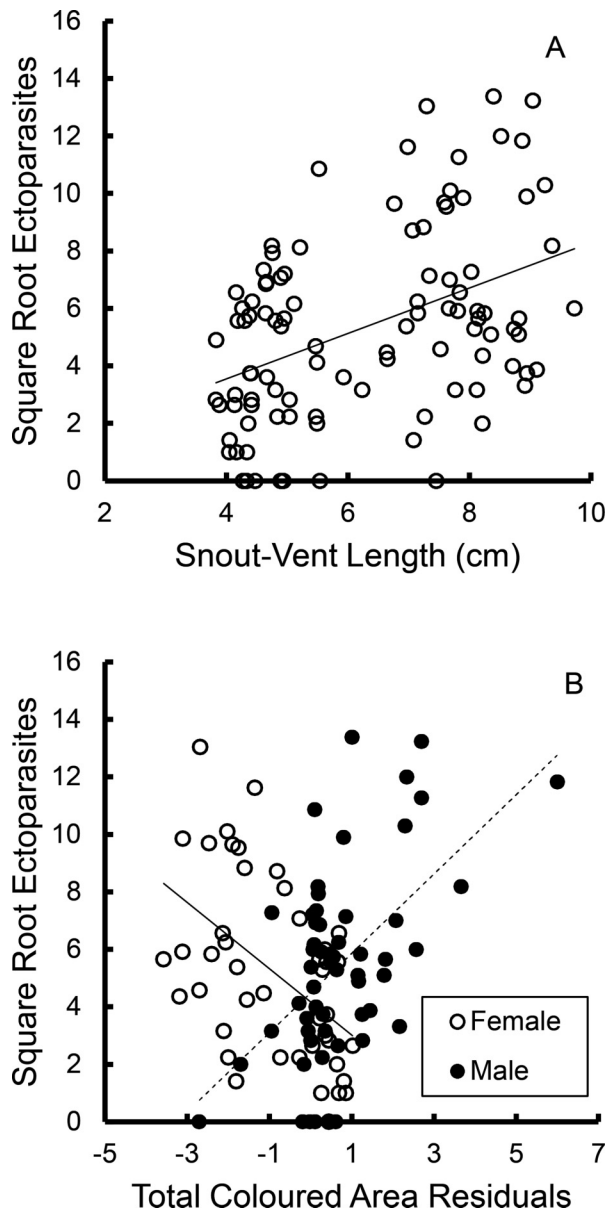 A
16
14
12
10
8
6
4
2
0
Square Root Ectoparasites
2 4 6 8 10
Snout-Vent Length (cm)
B
16
14
12
10
8
6
4
2
0
Square Root Ectoparasites
Female
Male
-5 -3 -1 1 3 5 7
Total Coloured Area Residuals